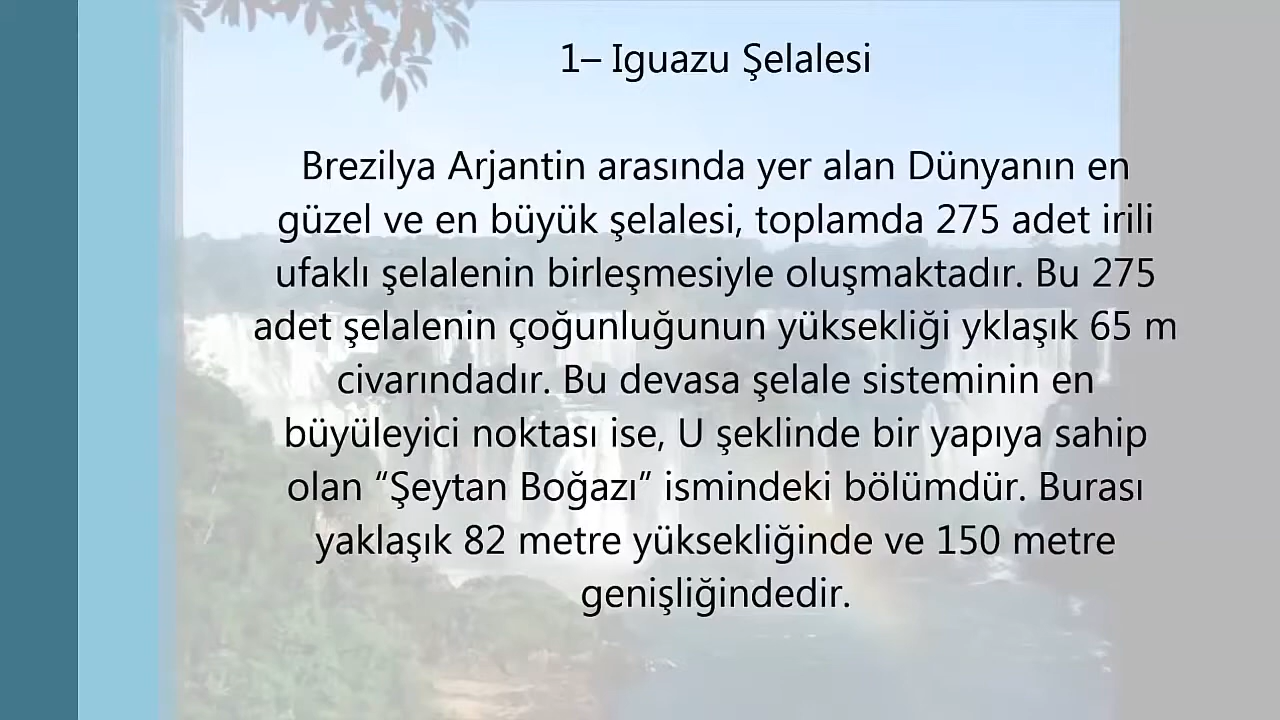 1– Iguazu Şelalesi
Brezilya Arjantin arasında yer alan Dünyanın en
güzel ve en büyük şelalesi, toplamda 275 adet irili
ufaklı şelalenin birleşmesiyle oluşmaktadır. Bu 275
adet şelalenin çoğunluğunun yüksekliği yklaşık 65 m
civarındadır. Bu devasa şelale sisteminin en
büyüleyici noktası ise, U şeklinde bir yapıya sahip
olan “Şeytan Boğazı” ismindeki bölümdür. Burası
yaklaşık 82 metre yüksekliğinde ve 150 metre
genişliğindedir.